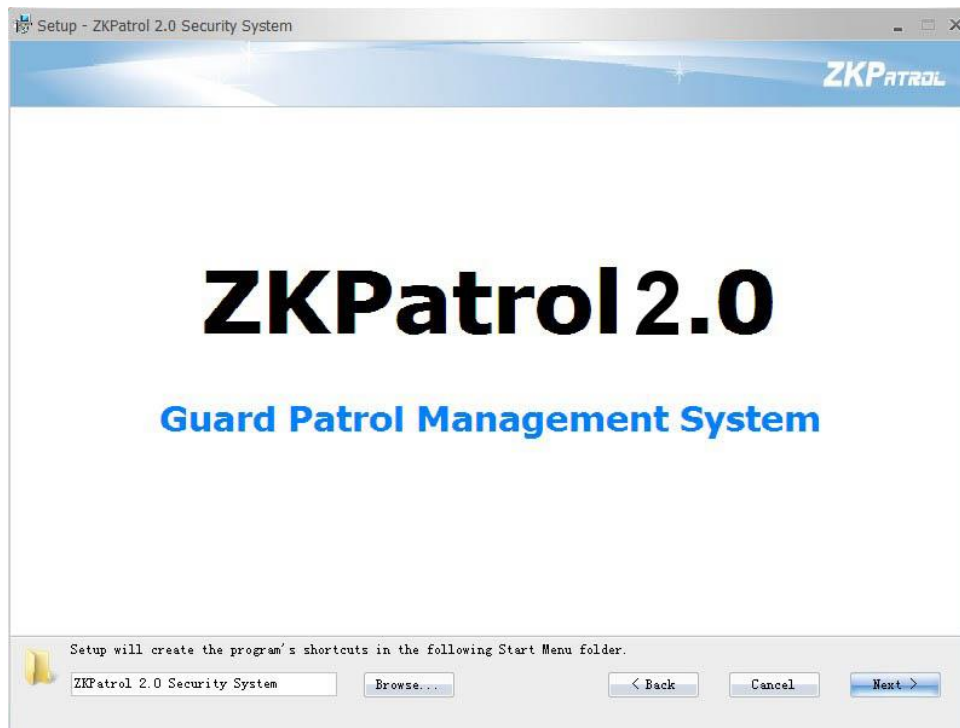 Setup - ZKPatrol 2.0 Security System
ZKPATROL
ZKPatrol 2.0
Guard Patrol Management System
Setup will create the program's shortcuts in the following Start Menu folder.
ZKPatrol 2.0 Security System Browse... < Back Cancel Next >